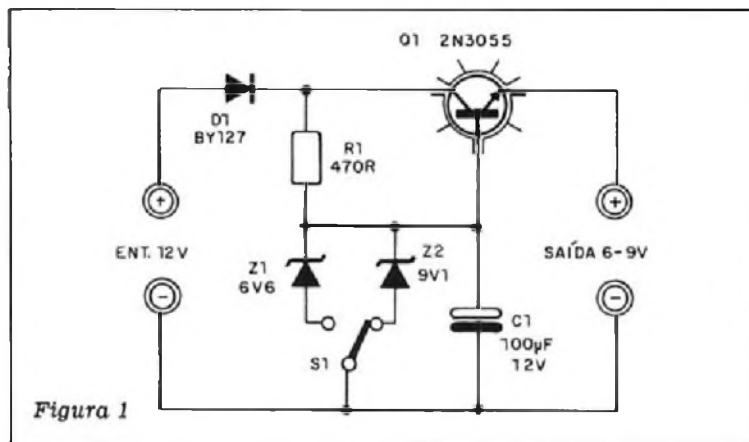 Q1 2N3055
D1
BY127
R1
470R
ENT. 12V
Z1
6V6
Z2
9V1
SAÍDA 6-9V
C1
100µF
12V
S1
Figura 1